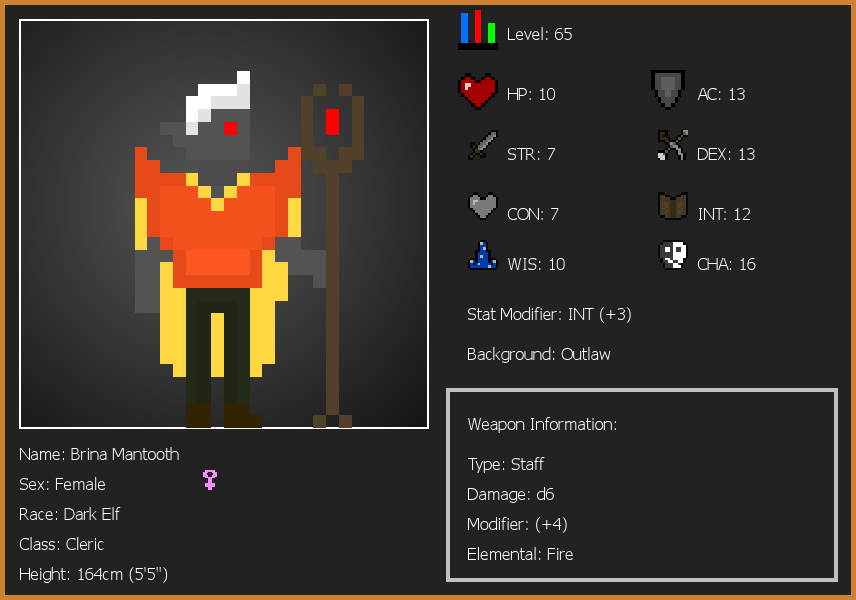 Level: 65
HP: 10
AC: 13
STR: 7
DEX: 13
CON: 7
INT: 12
WIS: 10
CHA: 16
Stat Modifier: INT (+3)
Background: Outlaw
Weapon Information:
Type: Staff
Damage: d6
Modifier: (+4)
Elemental: Fire
Name: Brina Mantooth
Sex: Female
Race: Dark Elf
Class: Cleric
Height: 164cm (5'5")